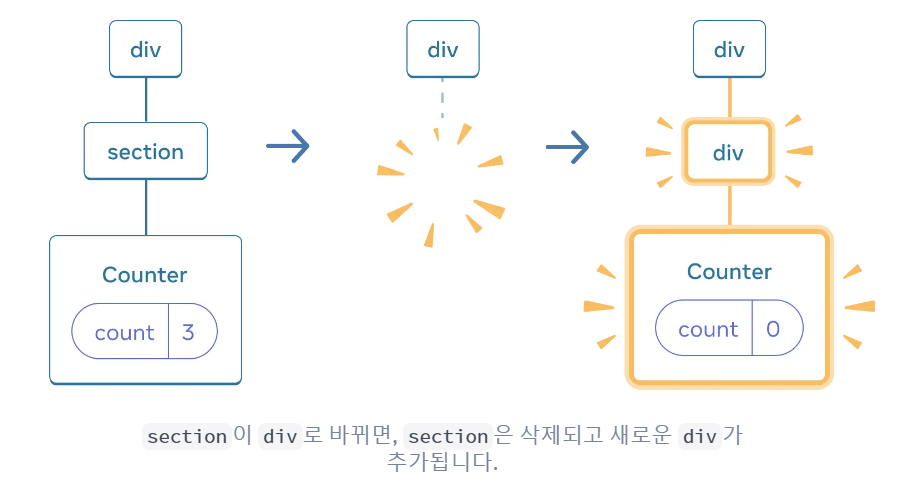 div
section
Counter
count 3
div
div
div
Counter
count 0
section이 div로 바뀌면, section은 삭제되고 새로운 div가
추가됩니다.